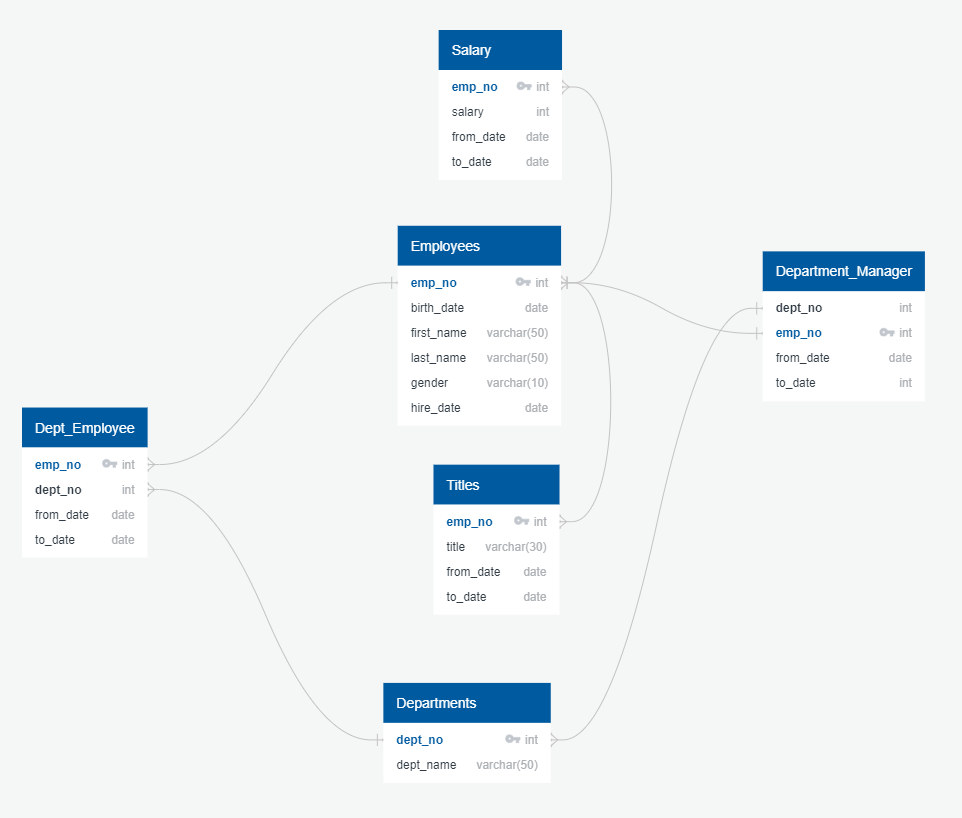 Salary
emp_no int
salary int
from_date date
to_date date
Employees
emp_no int
birth_date date
first_name varchar(50)
last_name varchar(50)
gender varchar(10)
hire_date date
Department_Manager
dept_no int
emp_no int
from_date date
to_date int
Dept_Employee
emp_no int
dept_no int
from_date date
to_date date
Titles
emp_no int
title varchar(30)
from_date date
to_date date
Departments
dept_no int
dept_name varchar(50)